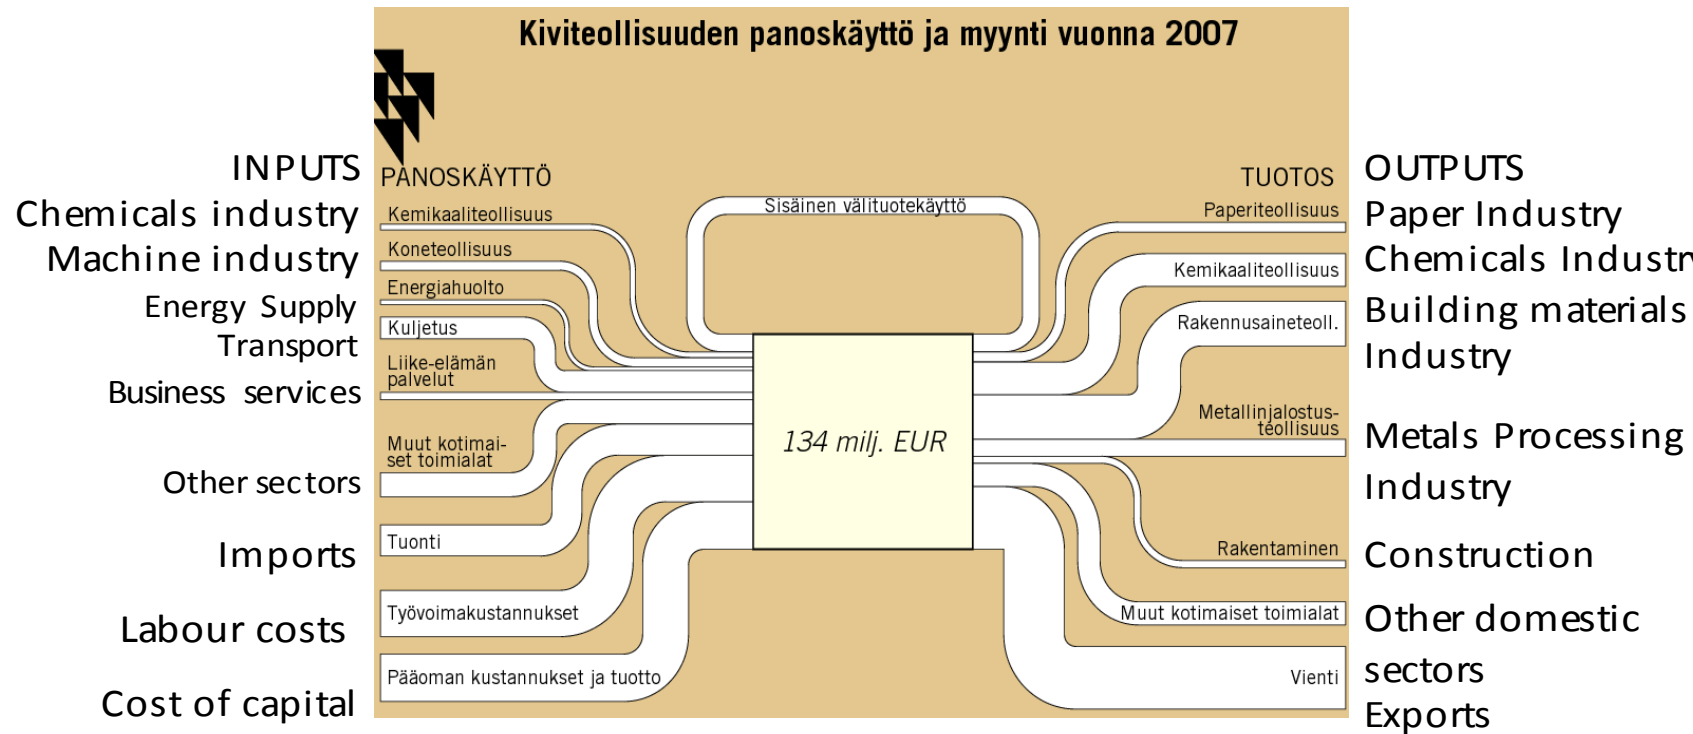 Kiviteollisuuden panoskäyttö ja myynti vuonna 2007
INPUTS
Chemicals industry
Machine industry
Energy Supply
Transport
Business services
Other sectors
Imports
Labour costs
Cost of capital
PANOSKÄYTTÖ
Kemikaaliteollisuus
Koneteollisuus
Energiahuolto
Kuljetus
Liike-elämän
palvelut
Muut kotimai-
set toimialat
Tuonti
Työvoimakustannukset
Pääoman kustannukset ja tuotto
Sisäinen välituotekäyttö
134 milj. EUR
TUOTOS
Paperiteollisuus
Kemikaaliteollisuus
Rakennusaineteoll.
Metallinjalostus-
teollisuus
Rakentaminen
Muut kotimaiset toimialat
Vienti
OUTPUTS
Paper Industry
Chemicals Industry
Building materials
Industry
Metals Processing
Industry
Construction
Other domestic
sectors
Exports